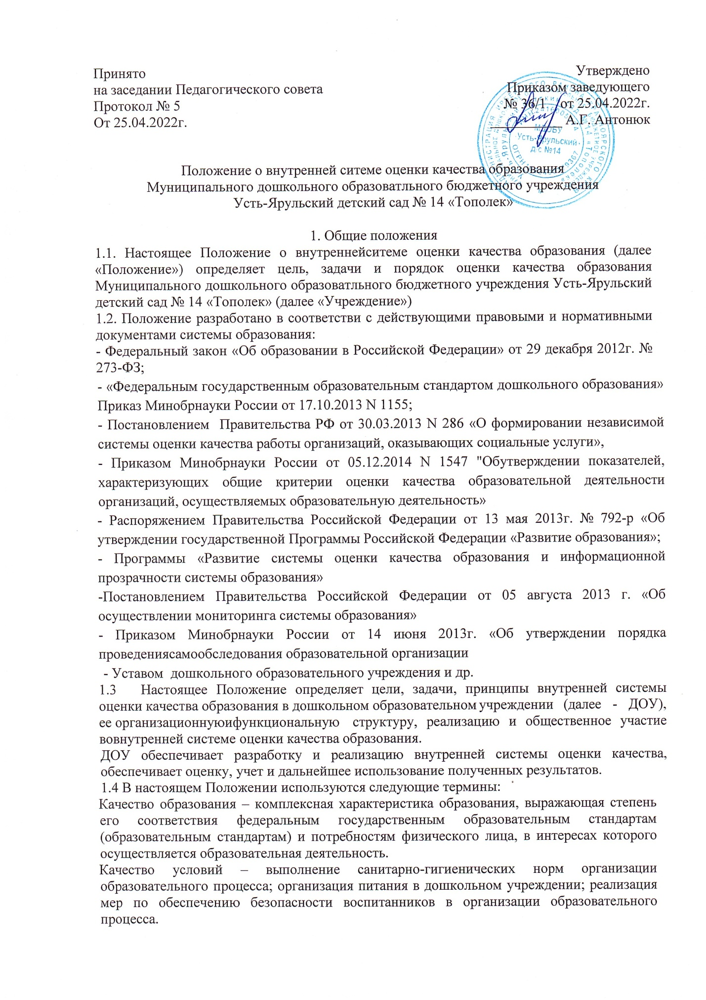 Принято
на заседании Педагогического совета
Протокол № 5
От 25.04.2022г.
Утверждено
Приказом заведующего
№ 36/1 от 25.04.2022г.
А.Г. Антонюк
МДОБУ
Усть-Ярульский
д/с №14
Положение о внутренней ситеме оценки качества образования
Муниципального дошкольного образоватльного бюджетного учреждения
Усть-Ярульский детский сад № 14 «Тополек»
1. Общие положения
1.1. Настоящее Положение о внутреннейситеме оценки качества образования (далее
«Положение») определяет цель, задачи и порядок оценки качества образования
Муниципального дошкольного образоватльного бюджетного учреждения Усть-Ярульский
детский сад № 14 «Тополек» (далее «Учреждение»)
1.2. Положение разработано в соответстви с действующими правовыми и нормативными
документами системы образования:
- Федеральный закон «Об образовании в Российской Федерации» от 29 декабря 2012г. №
273-ФЗ;
- «Федеральным государственным образовательным стандартом дошкольного образования»
Приказ Минобрнауки России от 17.10.2013 N 1155;
- Постановлением Правительства РФ от 30.03.2013 N 286 «О формировании независимой
системы оценки качества работы организаций, оказывающих социальные услуги»,
- Приказом Минобрнауки России от 05.12.2014 N 1547 "Обутверждении показателей,
характеризующих общие критерии оценки качества образовательной деятельности
организаций, осуществляемых образовательную деятельность»
- Распоряжением Правительства Российской Федерации от 13 мая 2013г. № 792-р «Об
утверждении государственной Программы Российской Федерации «Развитие образования»;
- Программы «Развитие системы оценки качества образования и информационной
прозрачности системы образования»
-Постановлением Правительства Российской Федерации от 05 августа 2013 г. «Об
осуществлении мониторинга системы образования»
- Приказом Минобрнауки России от 14 июня 2013г. «Об утверждении порядка
проведениясамообследования образовательной организации
- Уставом дошкольного образовательного учреждения и др.
1.3 Настоящее Положение определяет цели, задачи, принципы внутренней системы
оценки качества образования в дошкольном образовательном учреждении (далее - ДОУ),
ее организационнуюифункциональную структуру, реализацию и общественное участие
вовнутренней системе оценки качества образования.
ДОУ обеспечивает разработку и реализацию внутренней системы оценки качества,
обеспечивает оценку, учет и дальнейшее использование полученных результатов.
1.4 В настоящем Положении используются следующие термины:
Качество образования – комплексная характеристика образования, выражающая степень
его соответствия федеральным государственным образовательным стандартам
(образовательным стандартам) и потребностям физического лица, в интересах которого
осуществляется образовательная деятельность.
Качество условий – выполнение санитарно-гигиенических норм организации
образовательного процесса; организация питания в дошкольном учреждении; реализация
мер по обеспечению безопасности воспитанников в организации образовательного
процесса.